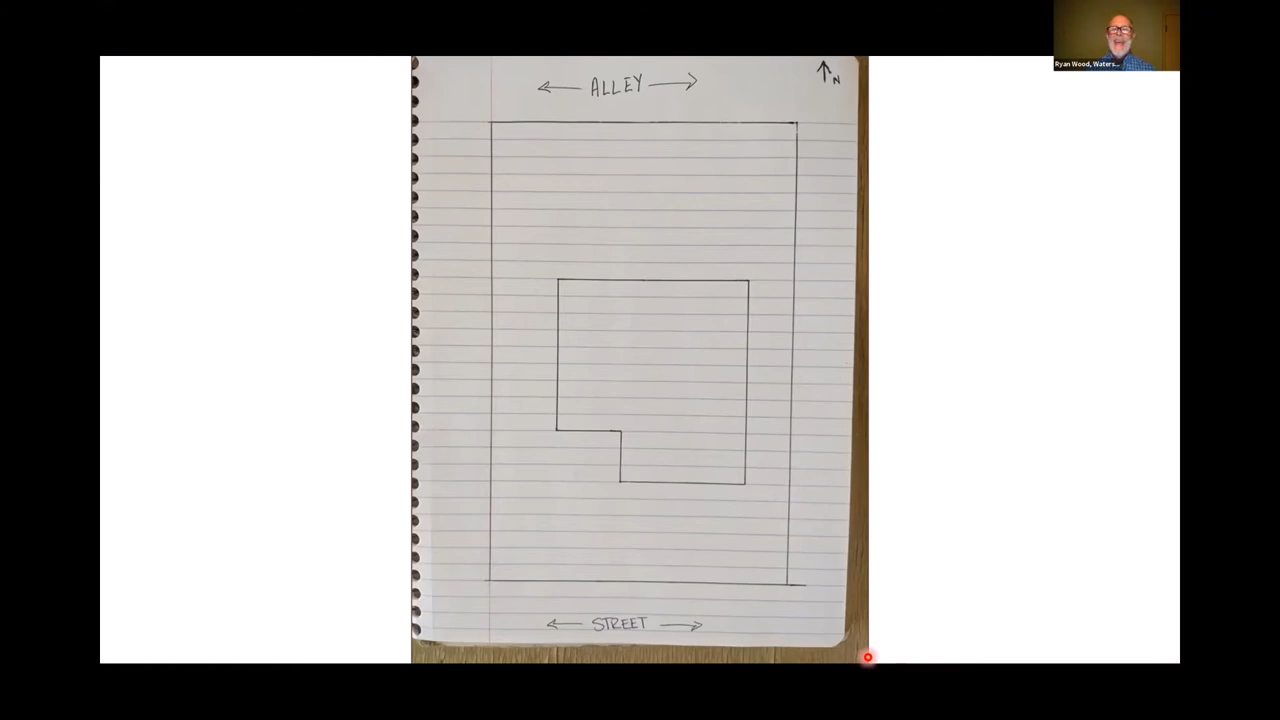 Ryan Wood, Waters...
← ALLEY →
↑N
← STREET →